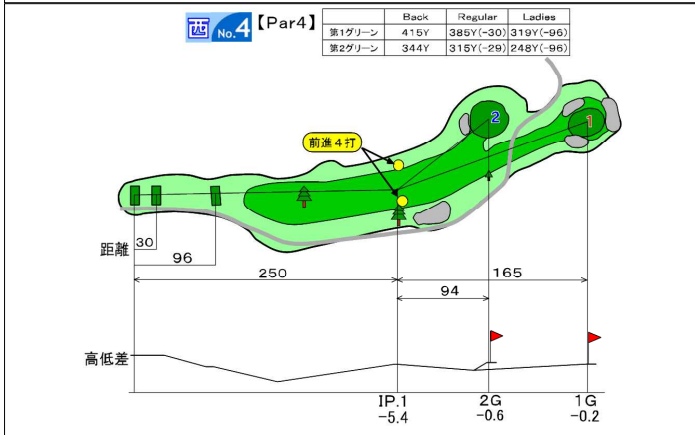 西 No.4 【Par4】
Back Regular Ladies
第1グリーン 415Y 385Y(-30) 319Y(-96)
第2グリーン 344Y 315Y(-29) 248Y(-96)
2 1
前進4打
距離 30
96
250 165
94
高低差
IP.1 2G 1G
-5.4 -0.6 -0.2